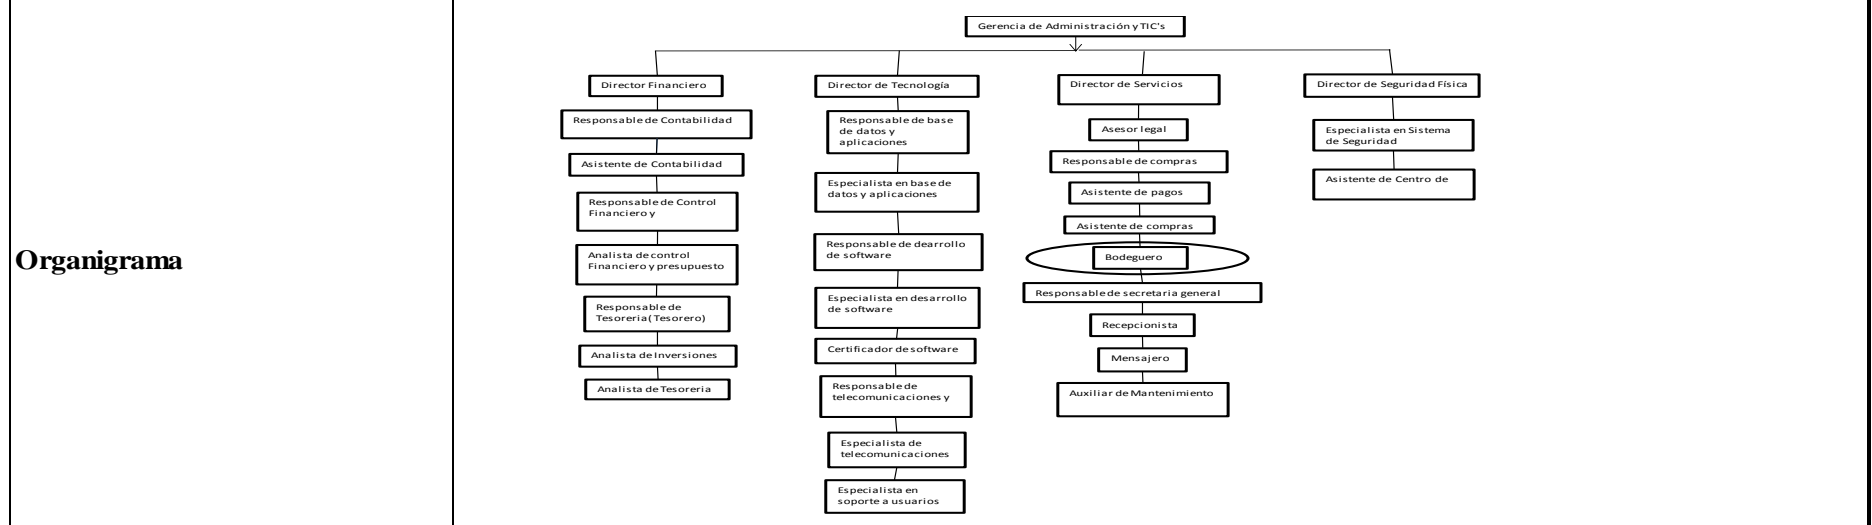 Organigrama
Gerencia de Administración y TIC's
Director Financiero
Responsable de Contabilidad
Asistente de Contabilidad
Responsable de Control
Financiero y
Analista de control
Financiero y presupuesto
Responsable de
Tesoreria( Tesorero)
Analista de Inversiones
Analista de Tesoreria
Director de Tecnología
Responsable de base
de datos y
aplicaciones
Especialista en base de
datos y aplicaciones
Responsable de dearrollo
de software
Especialista en desarrollo
de software
Certificador de software
Responsable de
telecomunicaciones y
Especialista de
telecomunicaciones
Especialista en
soporte a usuarios
Director de Servicios
Asesor legal
Responsable de compras
Asistente de pagos
Asistente de compras
Bodeguero
Responsable de secretaria general
Recepcionista
Mensajero
Auxiliar de Mantenimiento
Director de Seguridad Física
Especialista en Sistema
de Seguridad
Asistente de Centro de